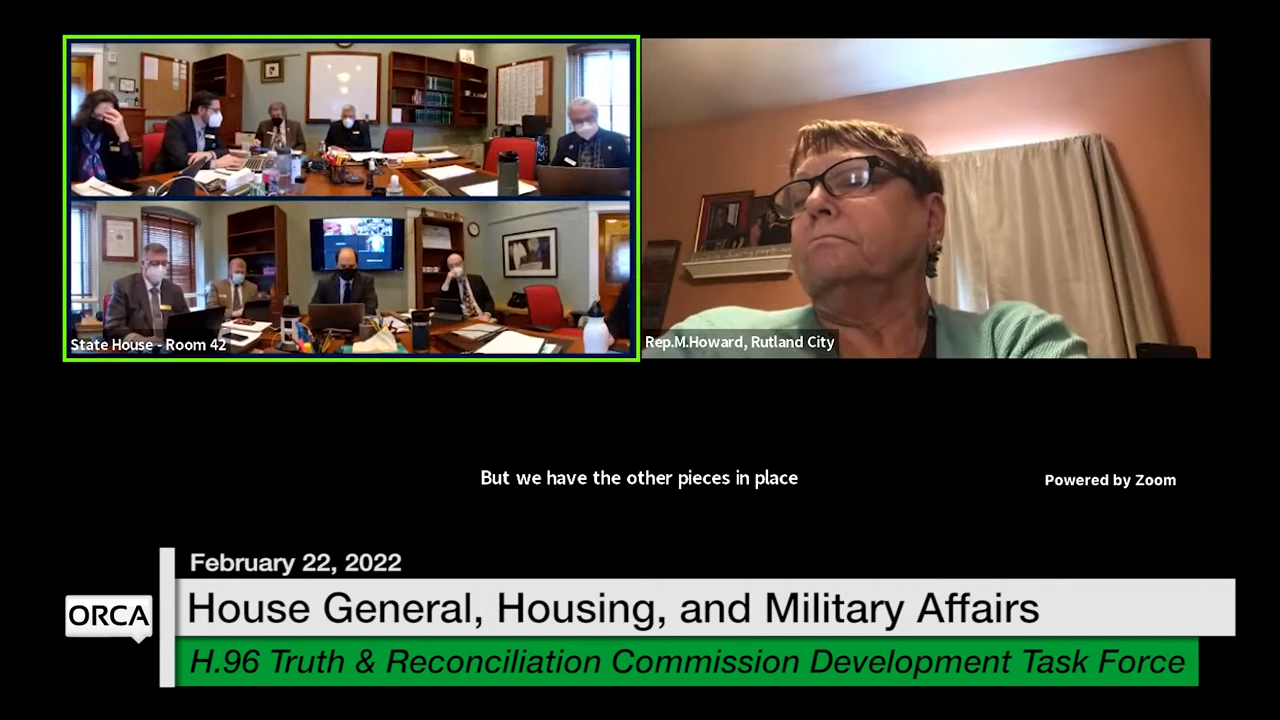 State House - Room 42
Rep.M.Howard, Rutland City
But we have the other pieces in place
Powered by Zoom
February 22, 2022
ORCA
House General, Housing, and Military Affairs
H.96 Truth & Reconciliation Commission Development Task Force